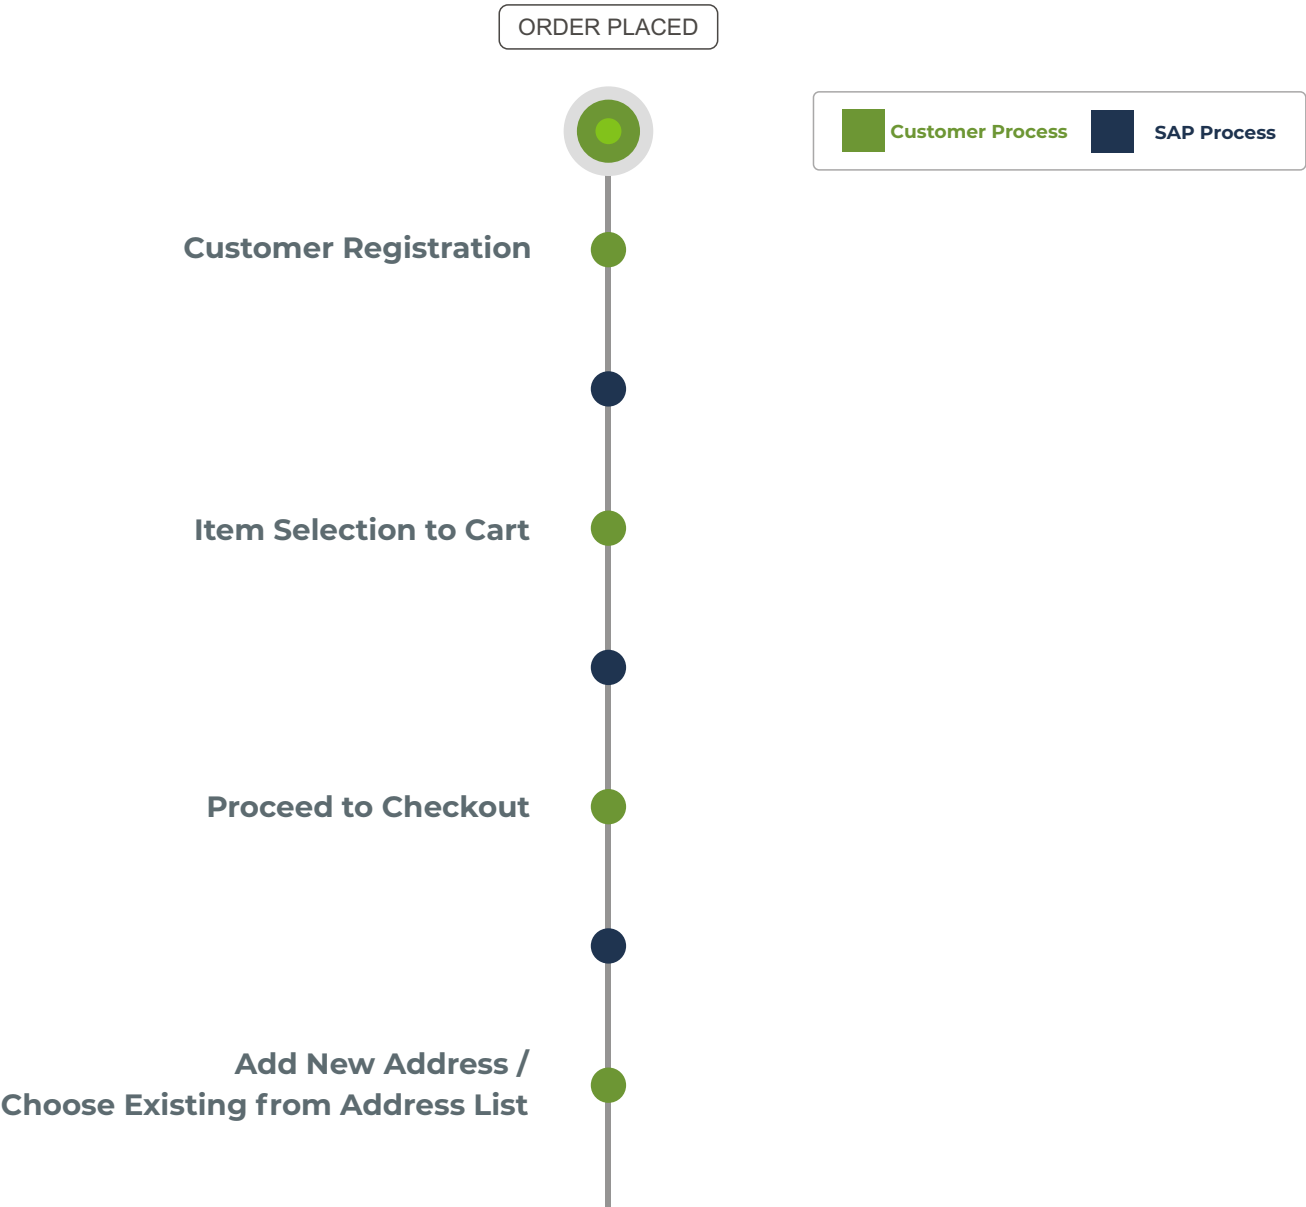 ORDER PLACED
Customer Process
SAP Process
Customer Registration
Item Selection to Cart
Proceed to Checkout
Add New Address /
Choose Existing from Address List